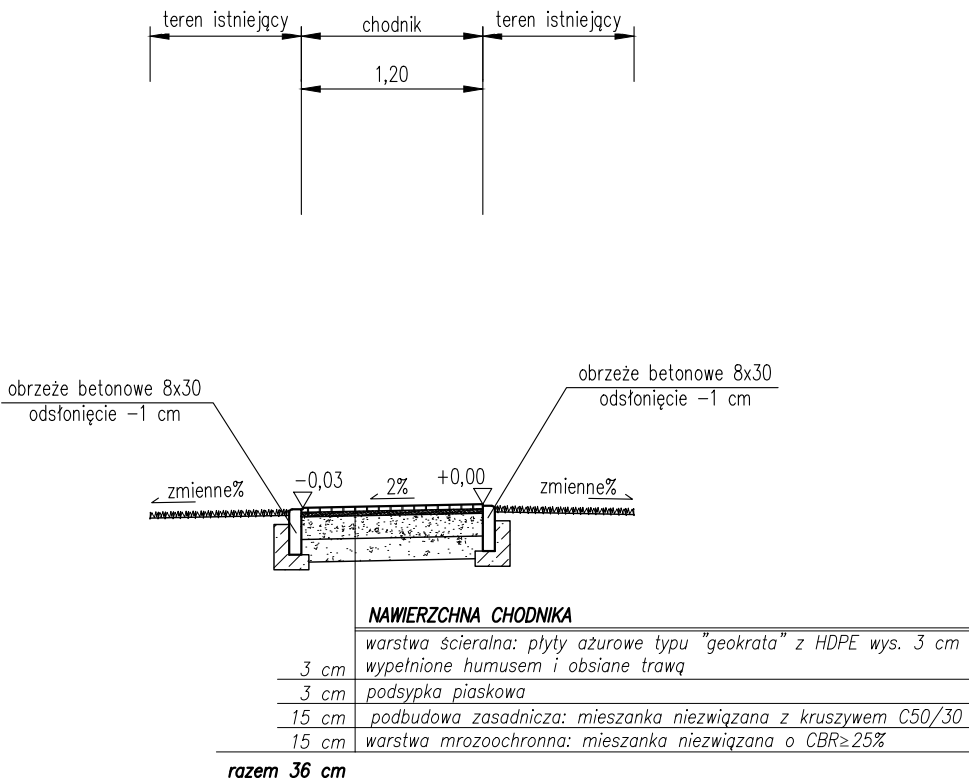 teren istniejący chodnik teren istniejący
1,20
obrzeże betonowe 8x30
odsłonięcie −1 cm
obrzeże betonowe 8x30
odsłonięcie −1 cm
zmienne% −0,03 2% +0,00 zmienne%
NAWIERZCHNA CHODNIKA
warstwa ścieralna: płyty ażurowe typu "geokrata" z HDPE wys. 3 cm
3 cm wypełnione humusem i obsiane trawą
3 cm podsypka piaskowa
15 cm podbudowa zasadnicza: mieszanka niezwiązana z kruszywem C50/30
15 cm warstwa mrozoochronna: mieszanka niezwiązana o CBR≥25%
razem 36 cm